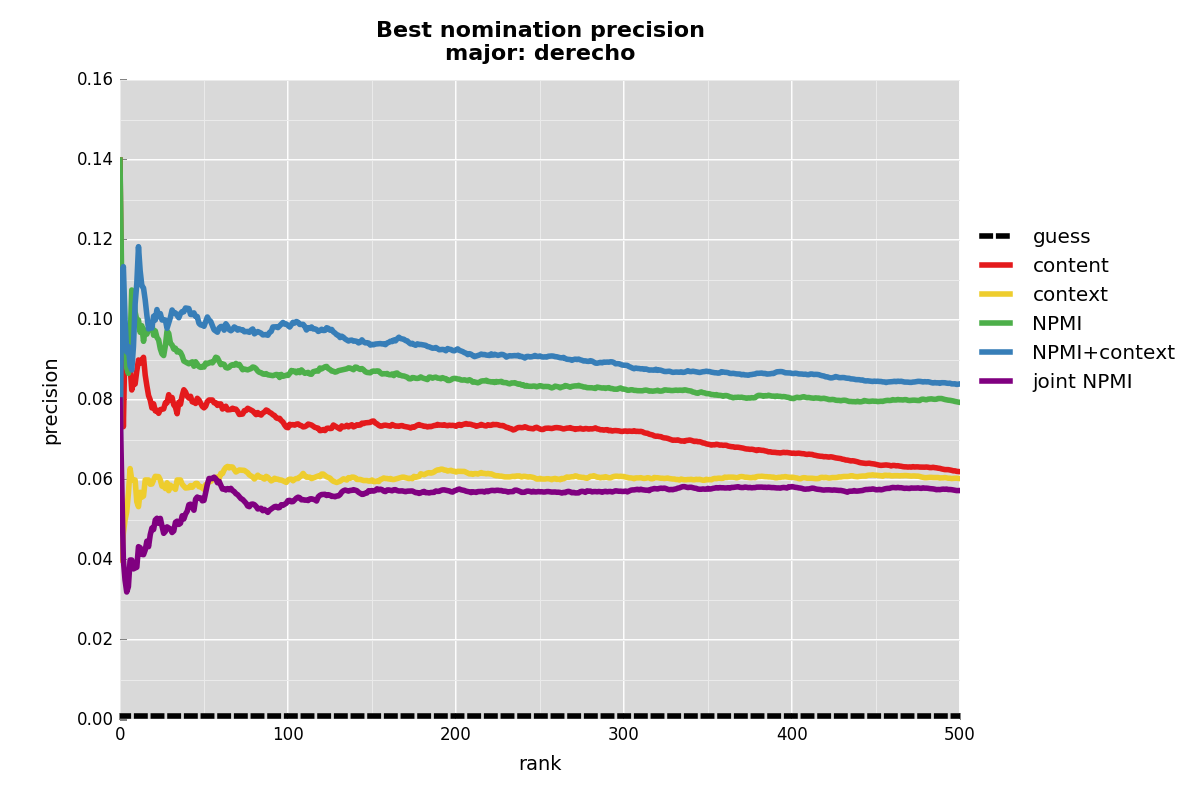 Best nomination precision
major: derecho
0.16
0.14
0.12
0.10
0.08
0.06
0.04
0.02
0.00
precision
0 100 200 300 400 500
rank
guess
content
context
NPMI
NPMI+context
joint NPMI